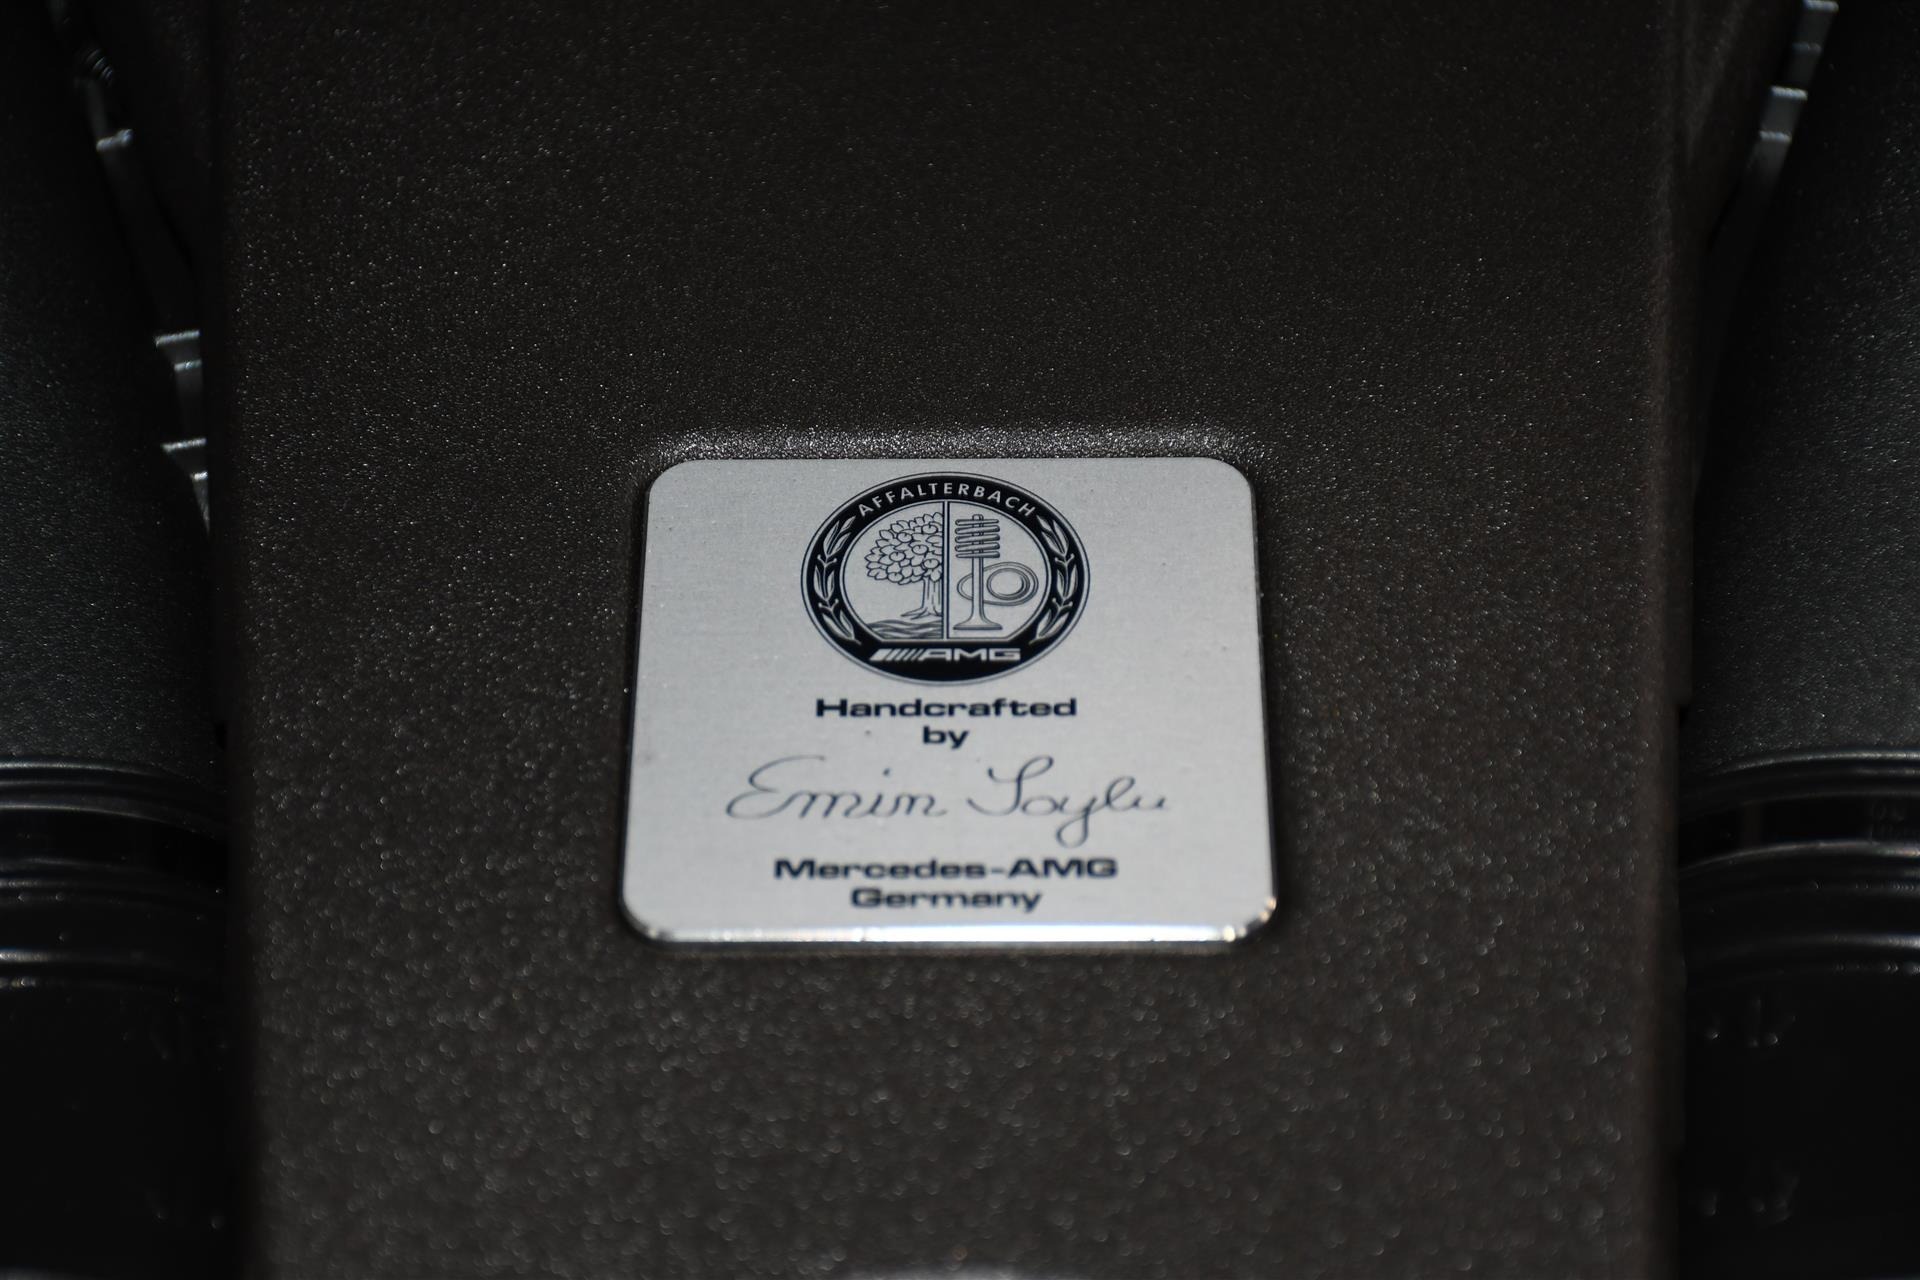 AFFALTERBACH
AMG
Handcrafted
by
Emin Soylu
Mercedes-AMG
Germany